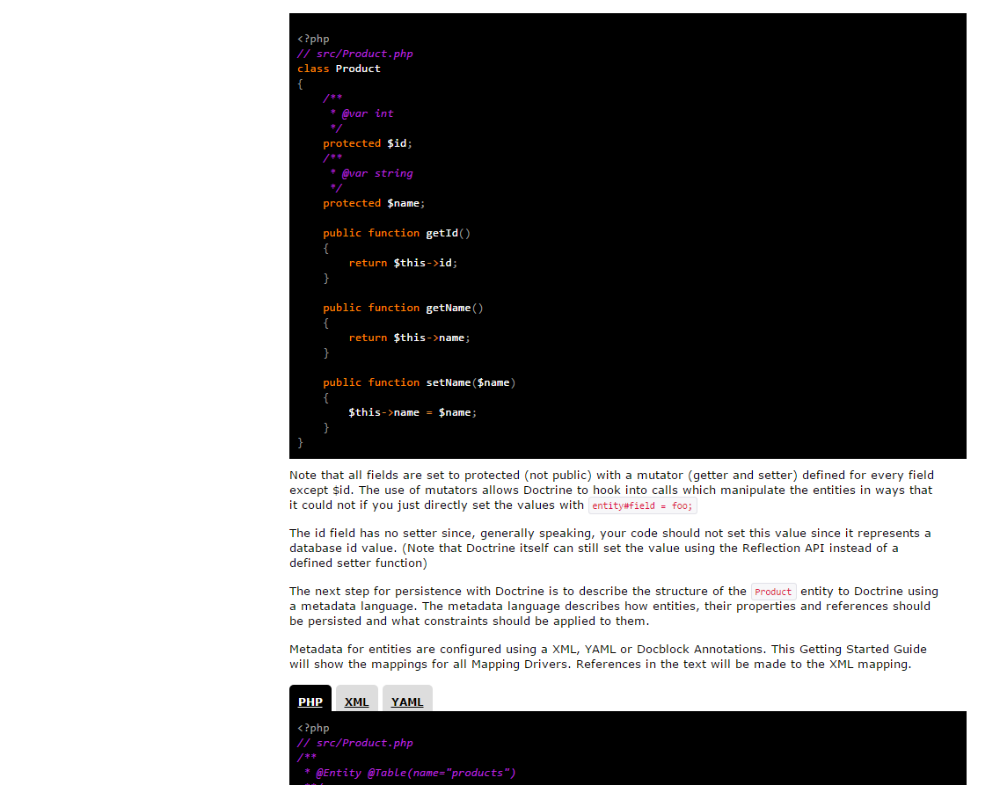 <?php
// src/Product.php
class Product
{
    /**
     * @var int
     */
    protected $id;
    /**
     * @var string
     */
    protected $name;

    public function getId()
    {
        return $this->id;
    }

    public function getName()
    {
        return $this->name;
    }

    public function setName($name)
    {
        $this->name = $name;
    }
}
Note that all fields are set to protected (not public) with a mutator (getter and setter) defined for every field
except $id. The use of mutators allows Doctrine to hook into calls which manipulate the entities in ways that
it could not if you just directly set the values with entity#field = foo;
The id field has no setter since, generally speaking, your code should not set this value since it represents a
database id value. (Note that Doctrine itself can still set the value using the Reflection API instead of a
defined setter function)
The next step for persistence with Doctrine is to describe the structure of the Product entity to Doctrine using
a metadata language. The metadata language describes how entities, their properties and references should
be persisted and what constraints should be applied to them.
Metadata for entities are configured using a XML, YAML or Docblock Annotations. This Getting Started Guide
will show the mappings for all Mapping Drivers. References in the text will be made to the XML mapping.
PHP XML YAML
<?php
// src/Product.php
/**
 * @Entity @Table(name="products")